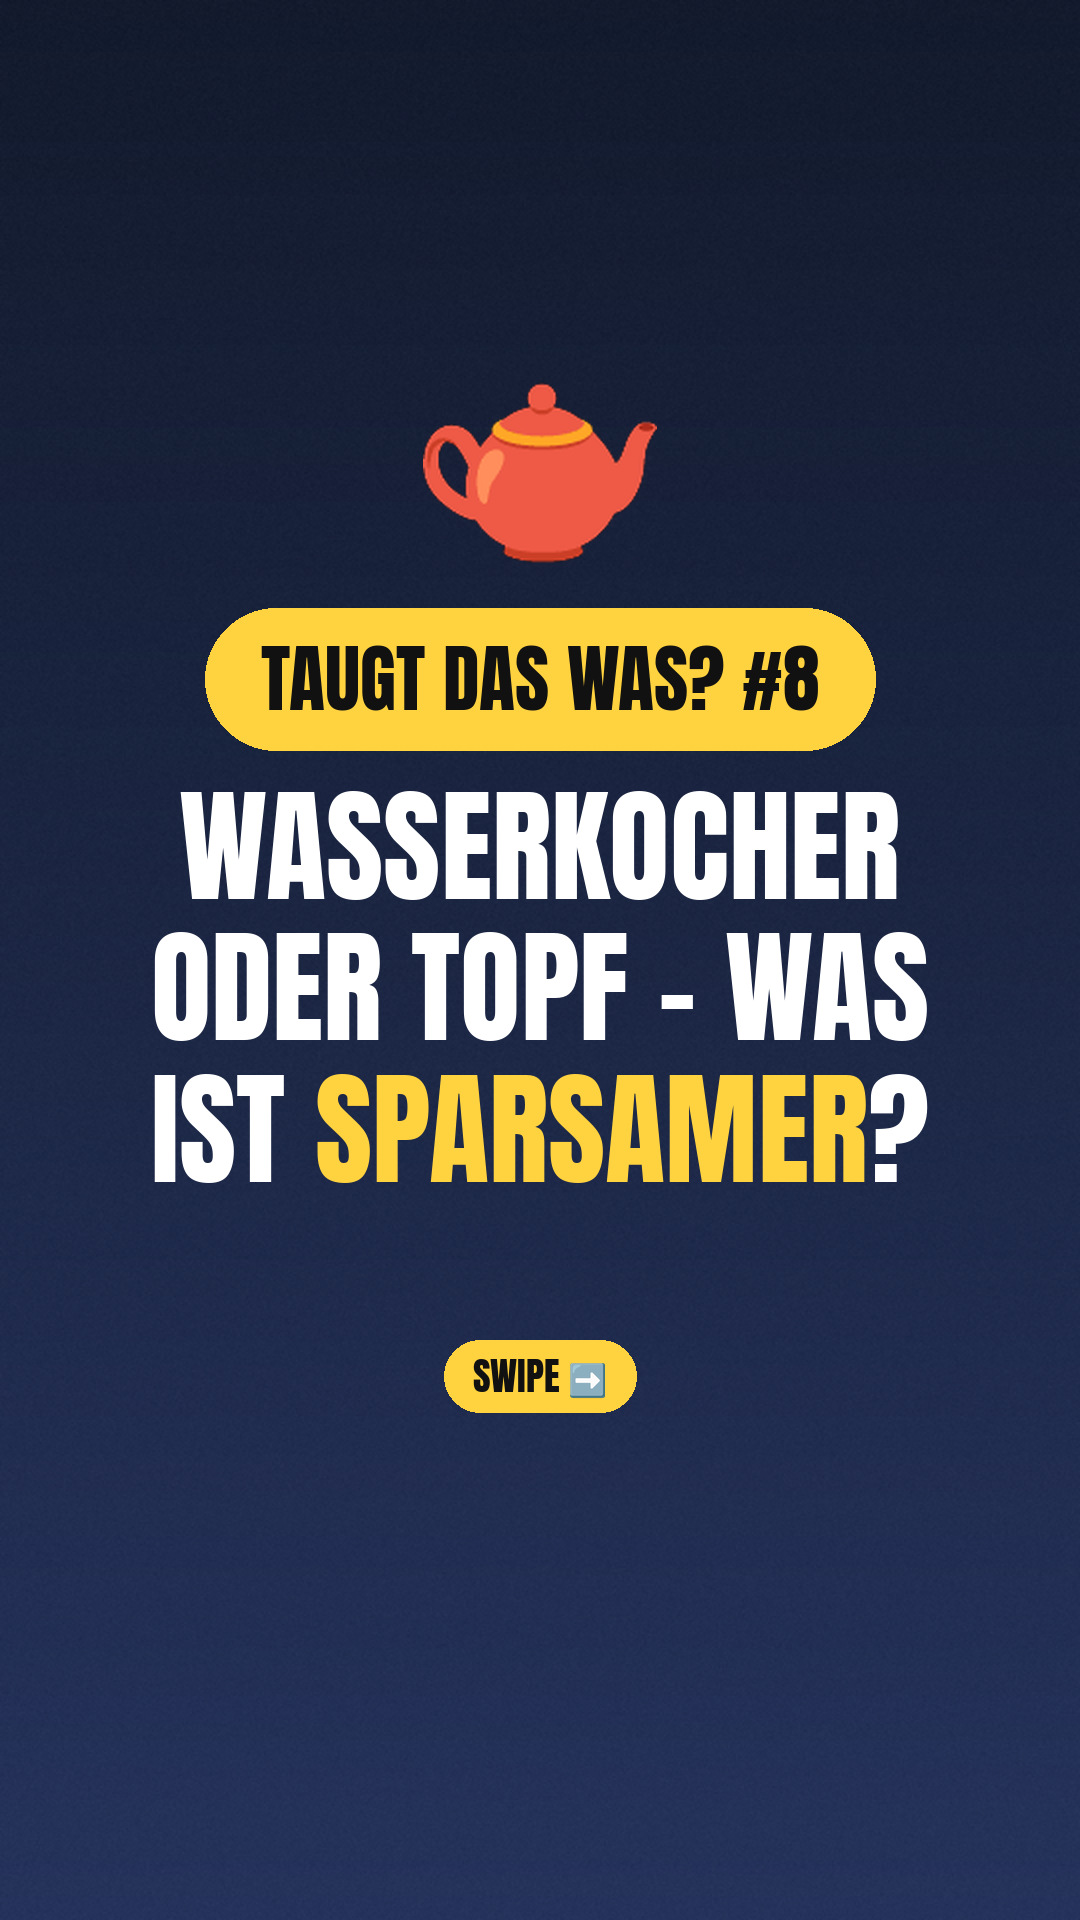 TAUGT DAS WAS? #8
WASSERKOCHER
ODER TOPF - WAS
IST SPARSAMER?
SWIPE ➡️